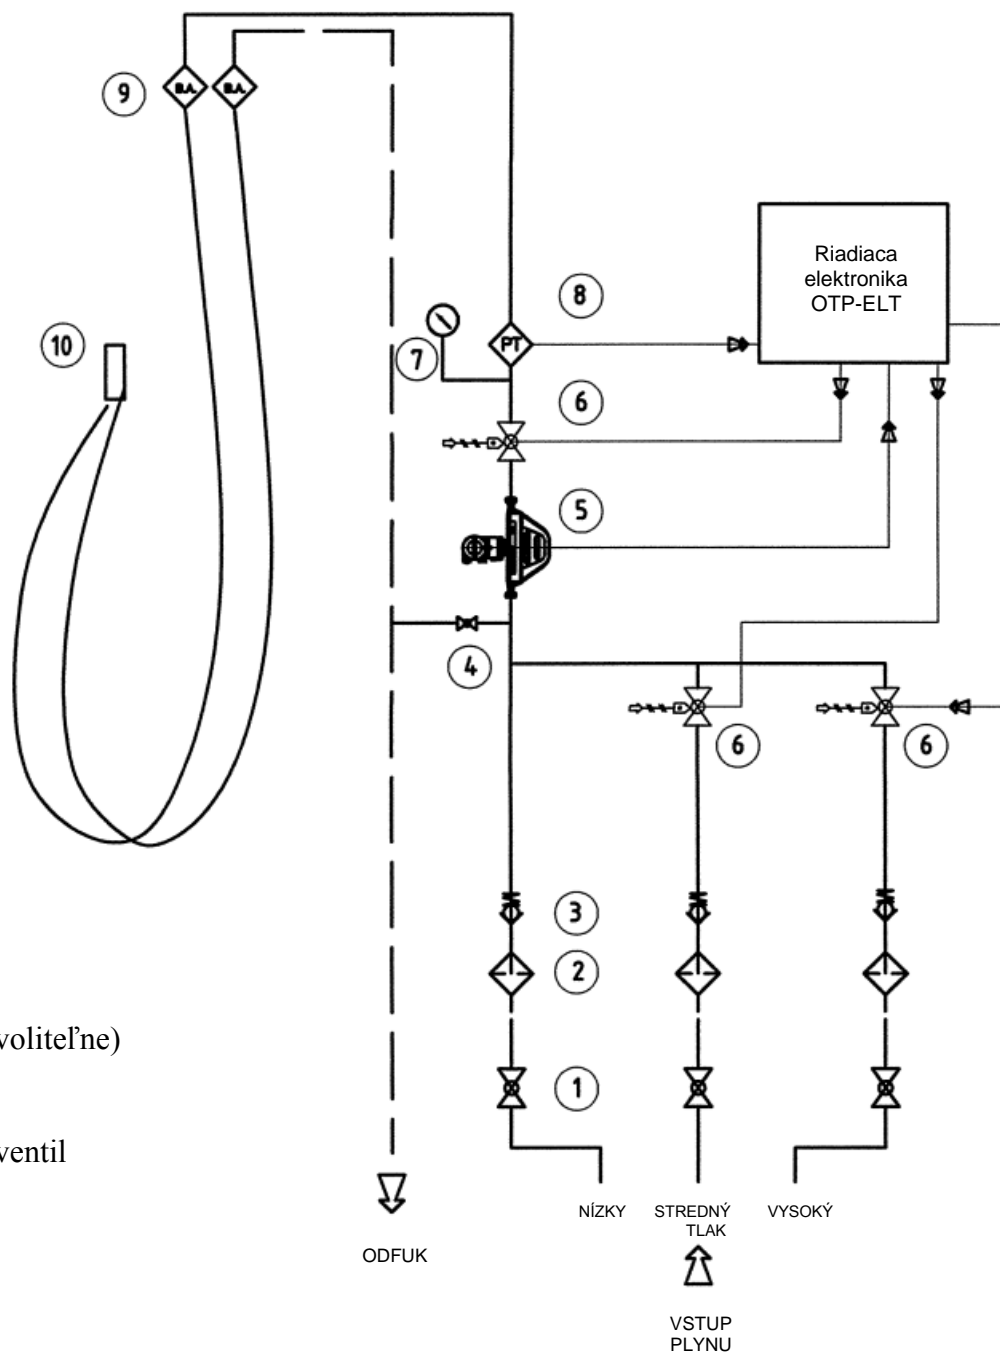 9
B.A.
B.A.
Riadiaca
elektronika
OTP-ELT
8
10
7
PT
6
5
4
6
6
3
2
voliteľne)
1
ventil
NÍZKY
STREDNÝ
TLAK
VYSOKÝ
ODFUK
VSTUP
PLYNU